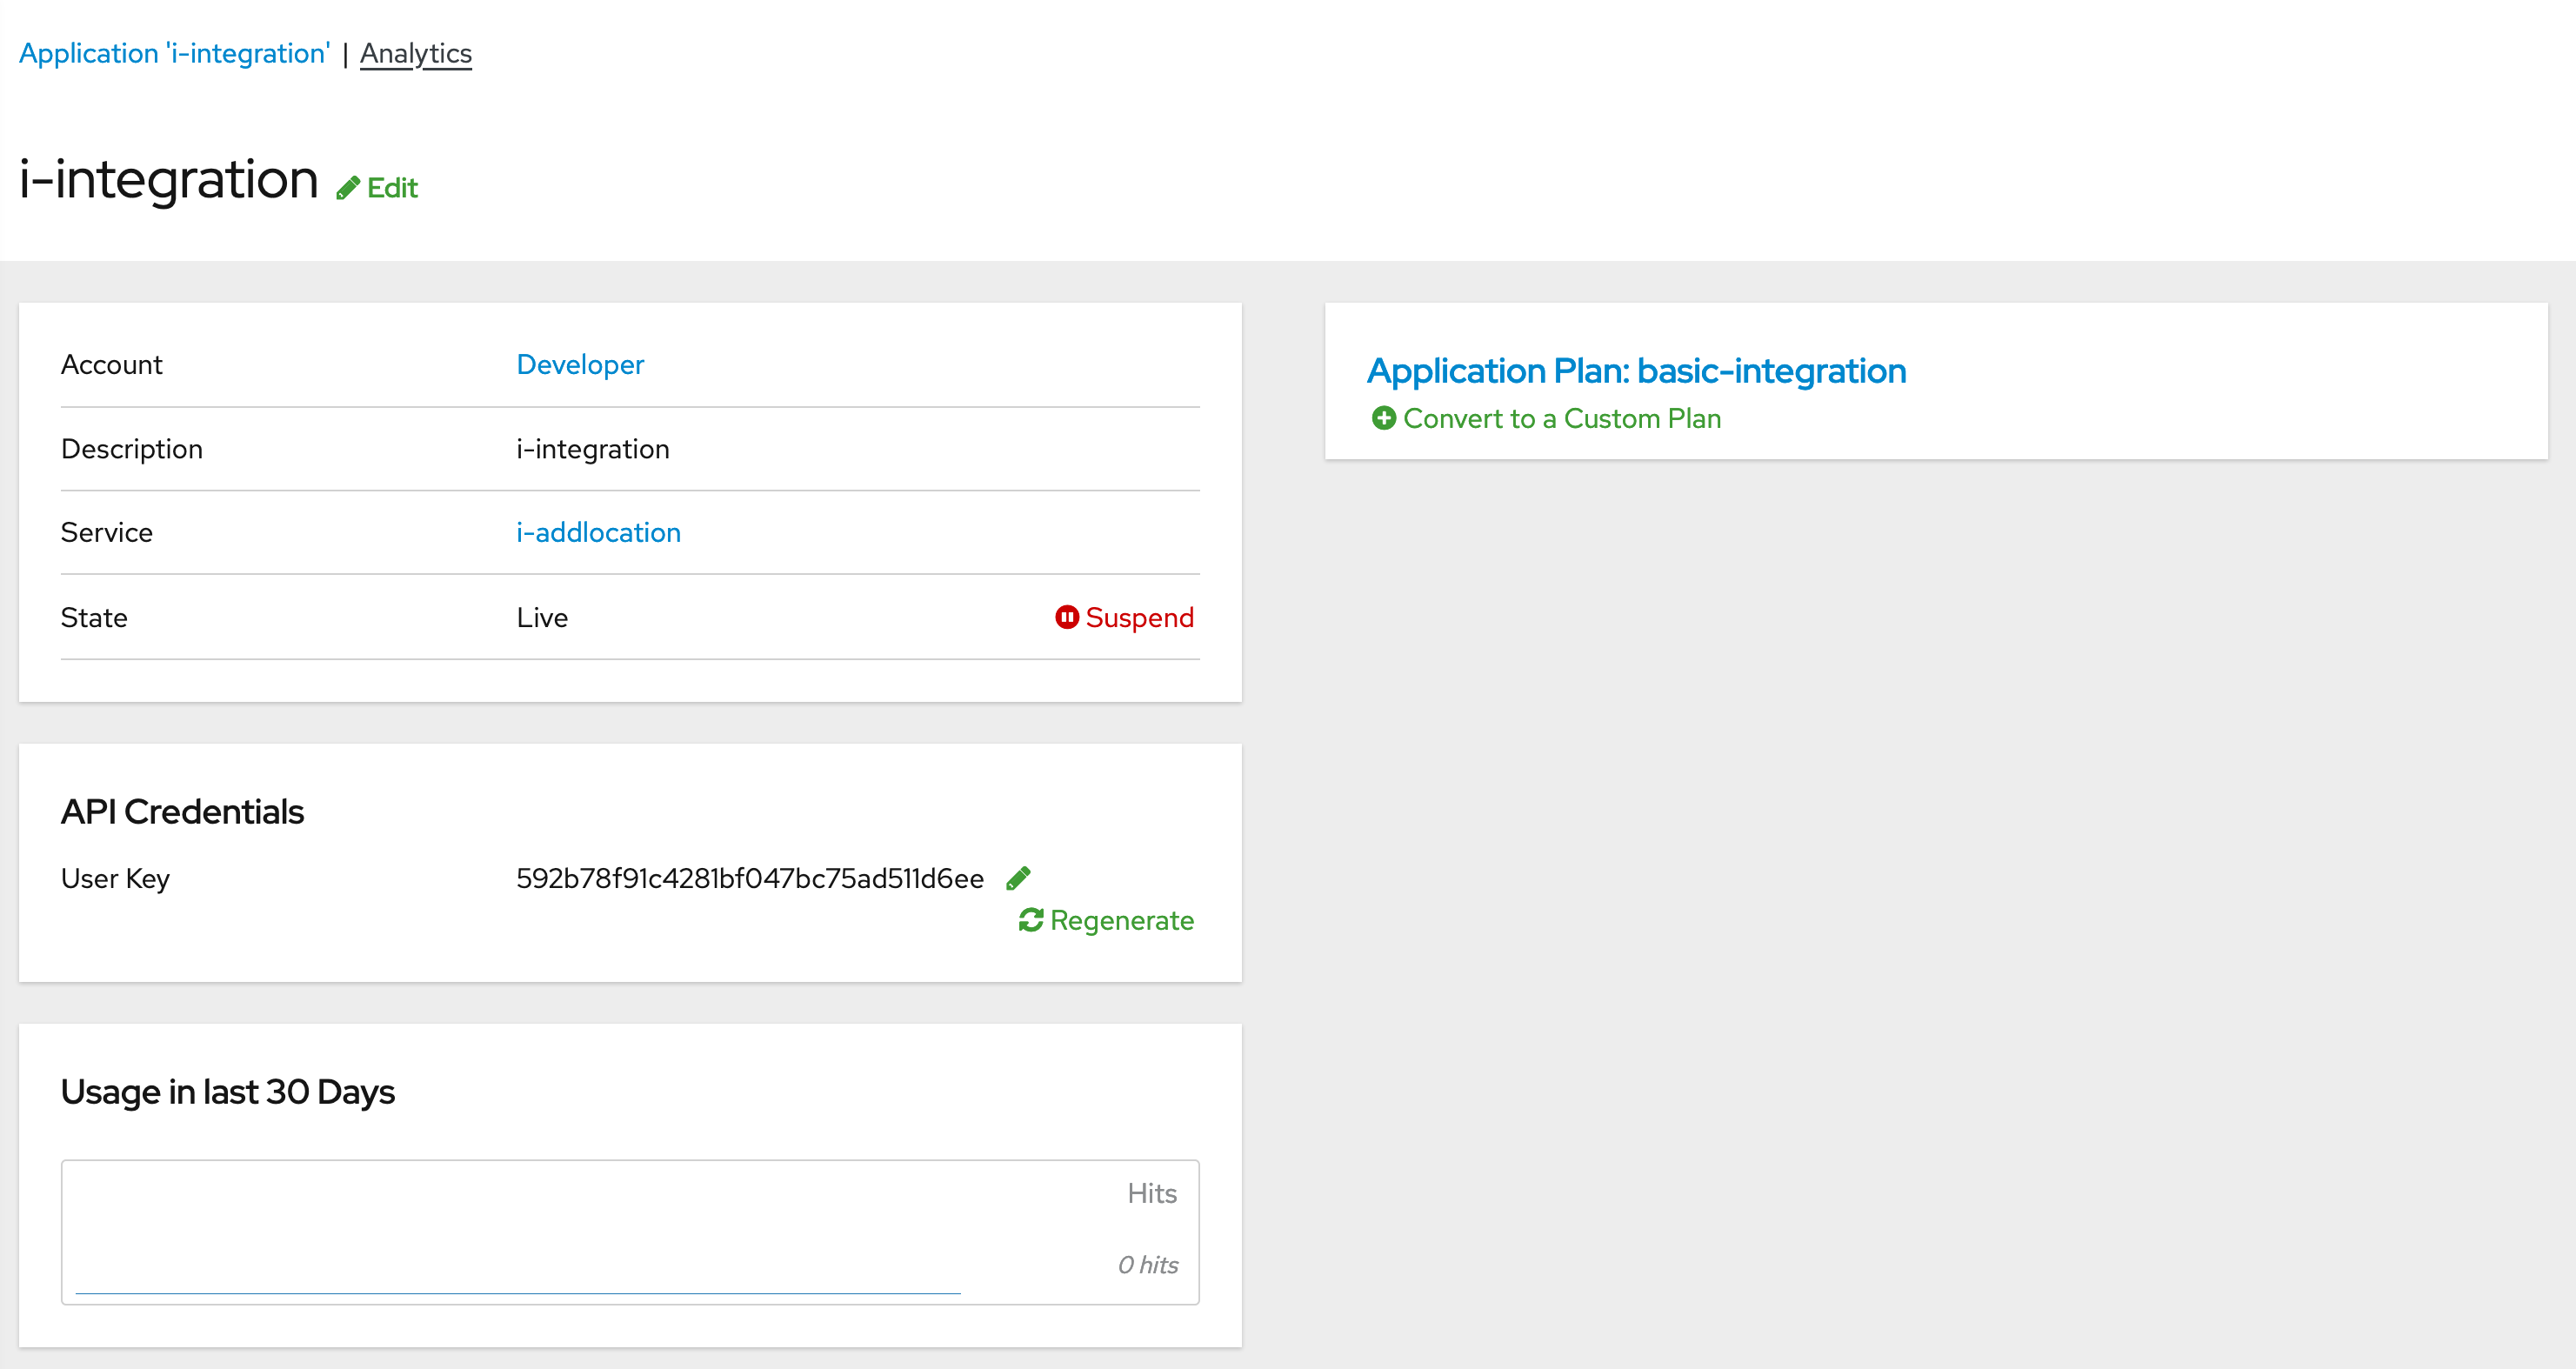 Application 'i-integration' | Analytics
i-integration Edit
Account Developer
Description i-integration
Service i-addlocation
State Live Suspend
API Credentials
User Key 592b78f91c4281bf047bc75ad511d6ee
Regenerate
Usage in last 30 Days
Hits
0 hits
Application Plan: basic-integration
Convert to a Custom Plan